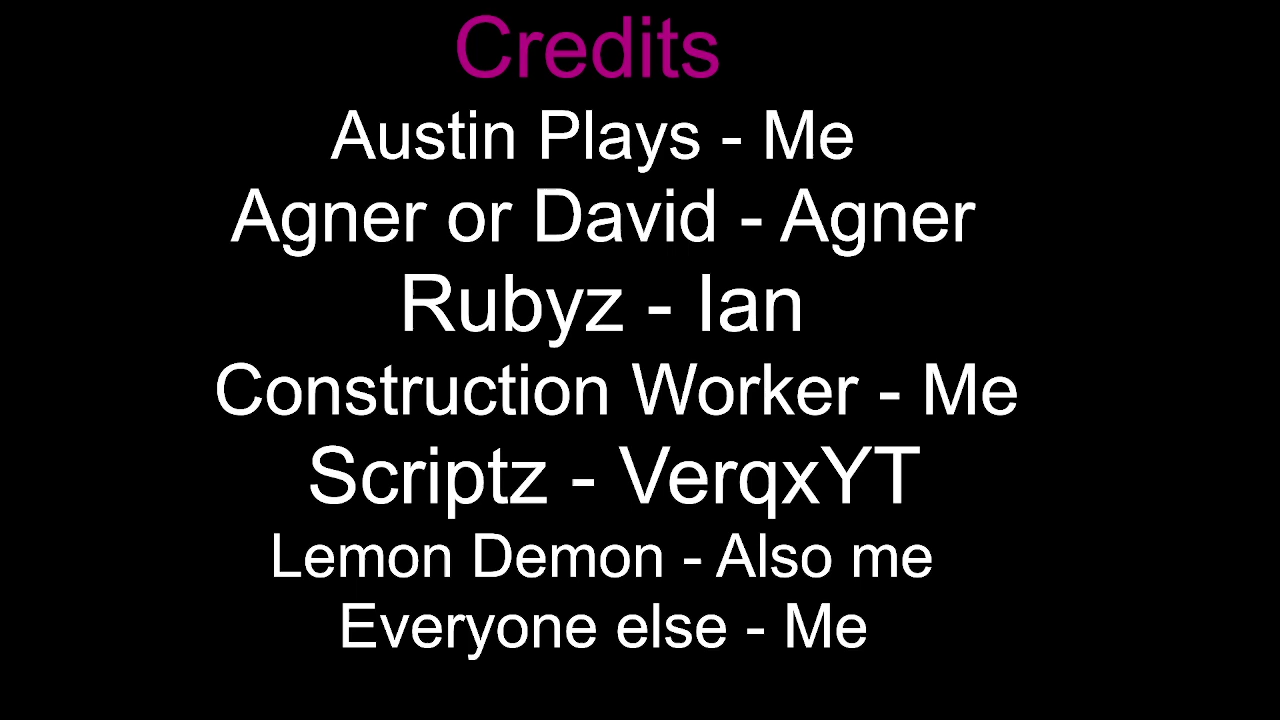 Credits
Austin Plays - Me
Agner or David - Agner
Rubyz - Ian
Construction Worker - Me
Scriptz - VerqxYT
Lemon Demon - Also me
Everyone else - Me